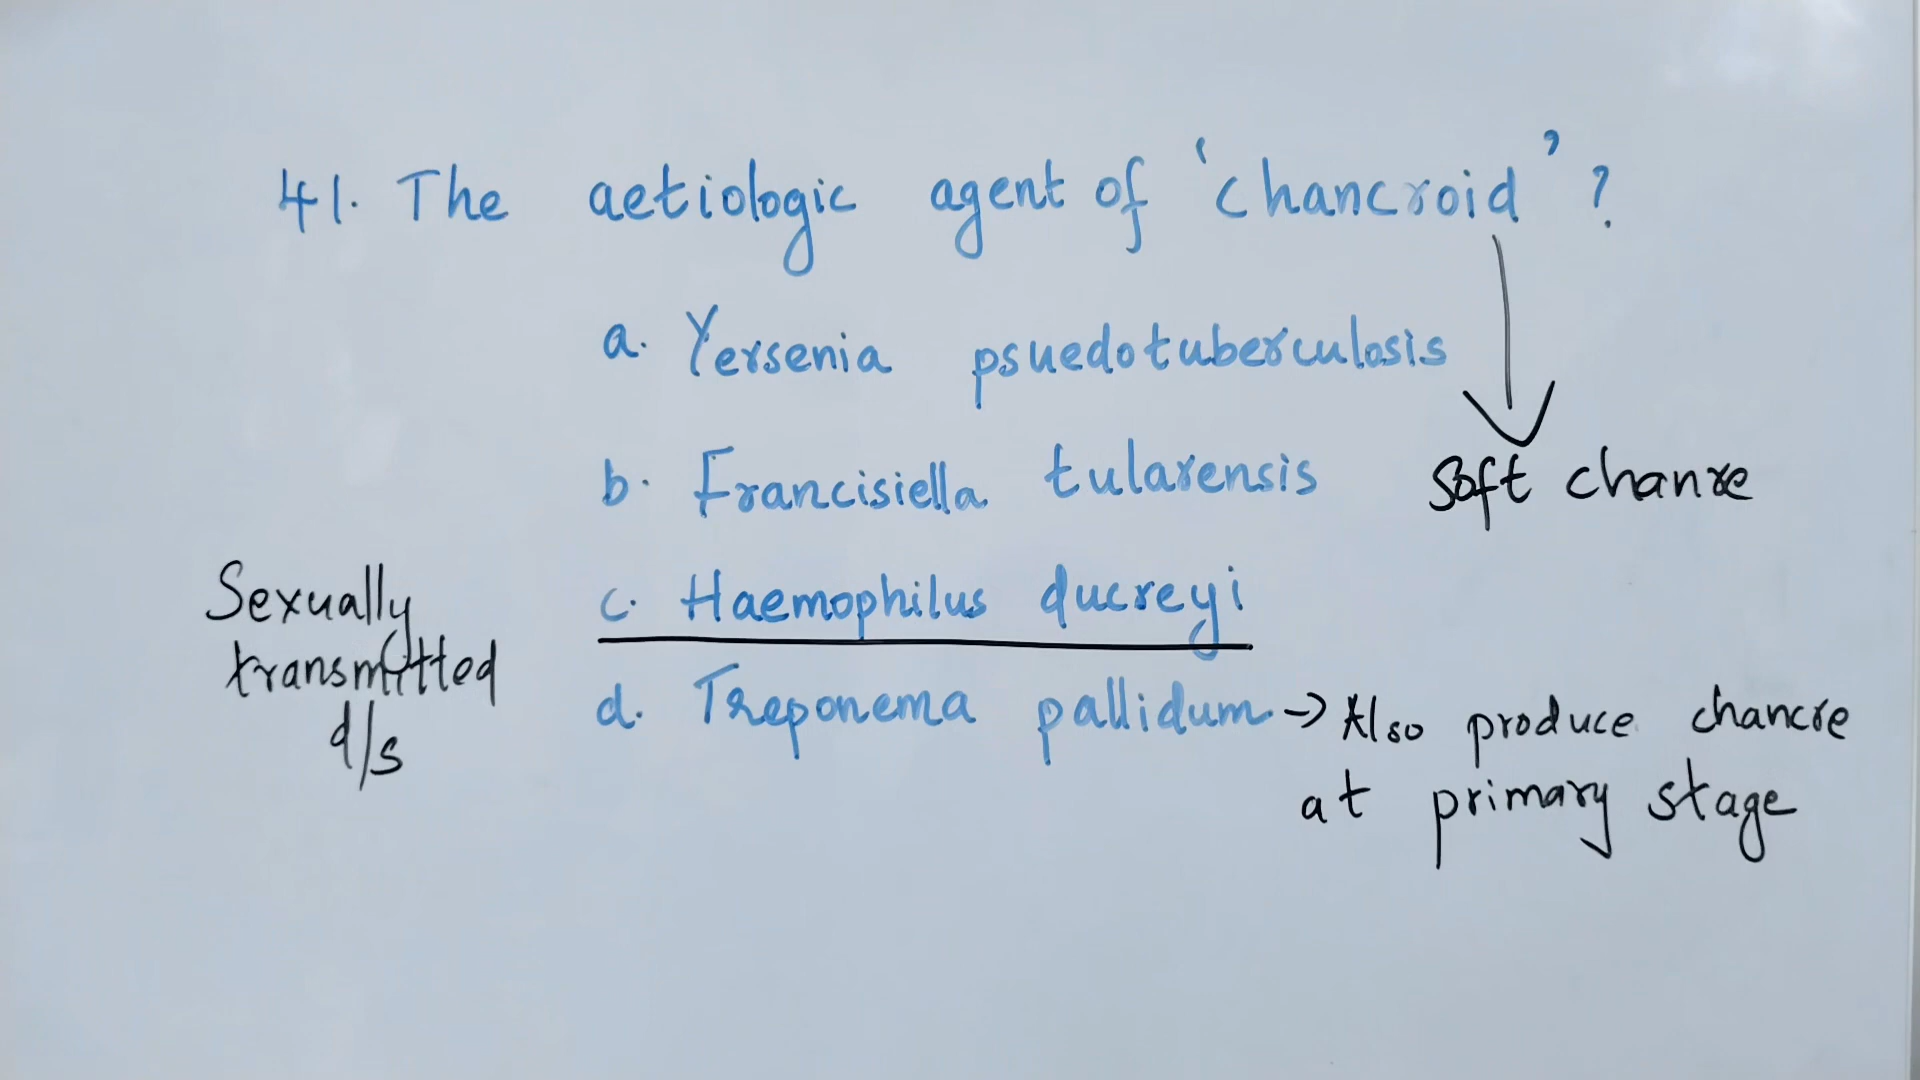 41. The aetiologic agent of 'chancroid'?
a. Yersenia psuedotuberculosis
b. Francisiella tularensis
Soft chanre
c. Haemophilus ducreyi
Sexually
transmitted
d/s
d. Treponema pallidum → Also produce chancre
at primary stage